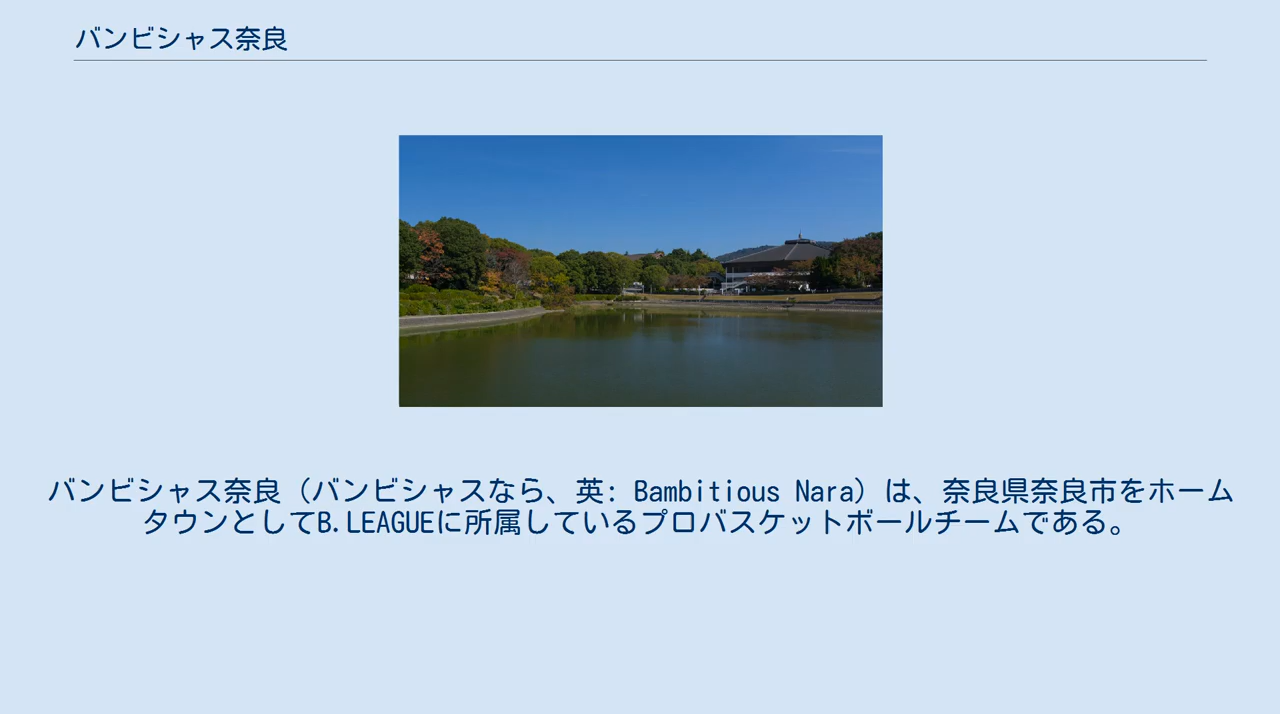 バンビシャス奈良
バンビシャス奈良（バンビシャスなら、英: Bambitious Nara）は、奈良県奈良市をホーム
タウンとしてB.LEAGUEに所属しているプロバスケットボールチームである。